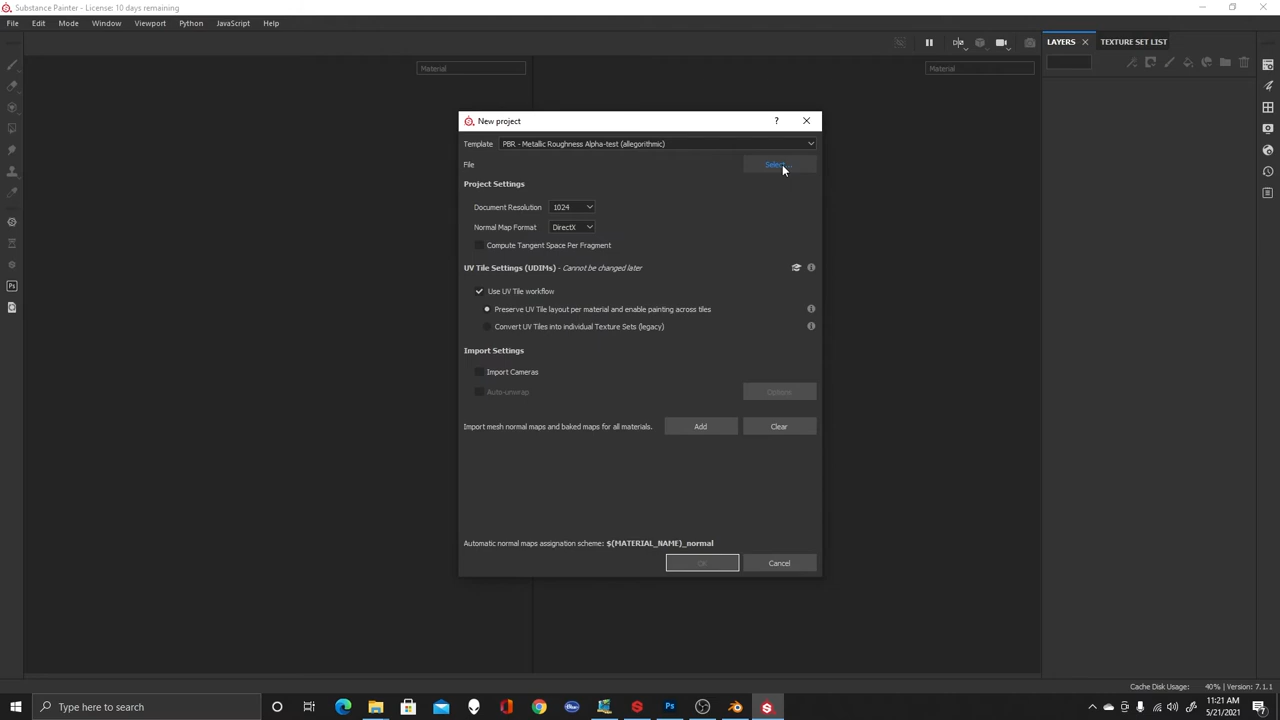 Substance Painter - License: 10 days remaining
File Edit Mode Window Viewport Python JavaScript Help
LAYERS TEXTURE SET LIST
Material
Material
New project
?
Template PBR - Metallic Roughness Alpha-test (allegorithmic)
File Select...
Project Settings
Document Resolution 1024
Normal Map Format DirectX
Compute Tangent Space Per Fragment
UV Tile Settings (UDIMs) - Cannot be changed later
Use UV Tile workflow
Preserve UV Tile layout per material and enable painting across tiles
Convert UV Tiles into individual Texture Sets (legacy)
Import Settings
Import Cameras
Auto-unwrap Options
Import mesh normal maps and baked maps for all materials. Add Clear
Automatic normal maps assignation scheme: $(MATERIAL_NAME)_normal
OK Cancel
Cache Disk Usage: 40% | Version: 7.1.1
Type here to search
Ps
11:21 AM
5/21/2021